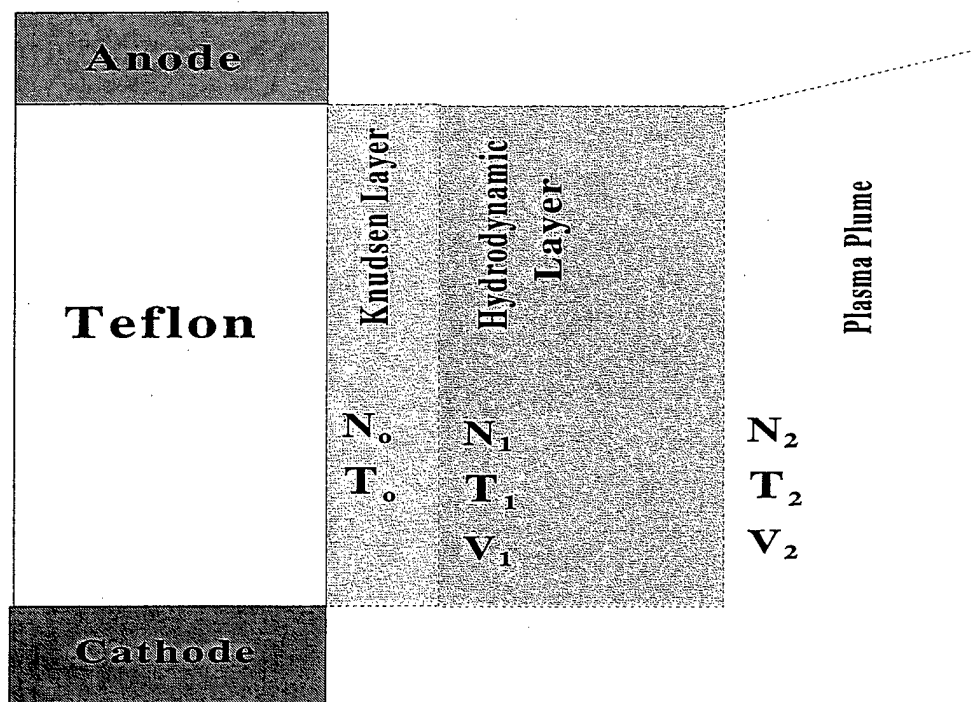 Anode
Knudsen Layer
Hydrodynamic
Layer
Plasma Plume
Teflon
N₀ N₁ N₂
T₀ T₁ T₂
V₁ V₂
Cathode